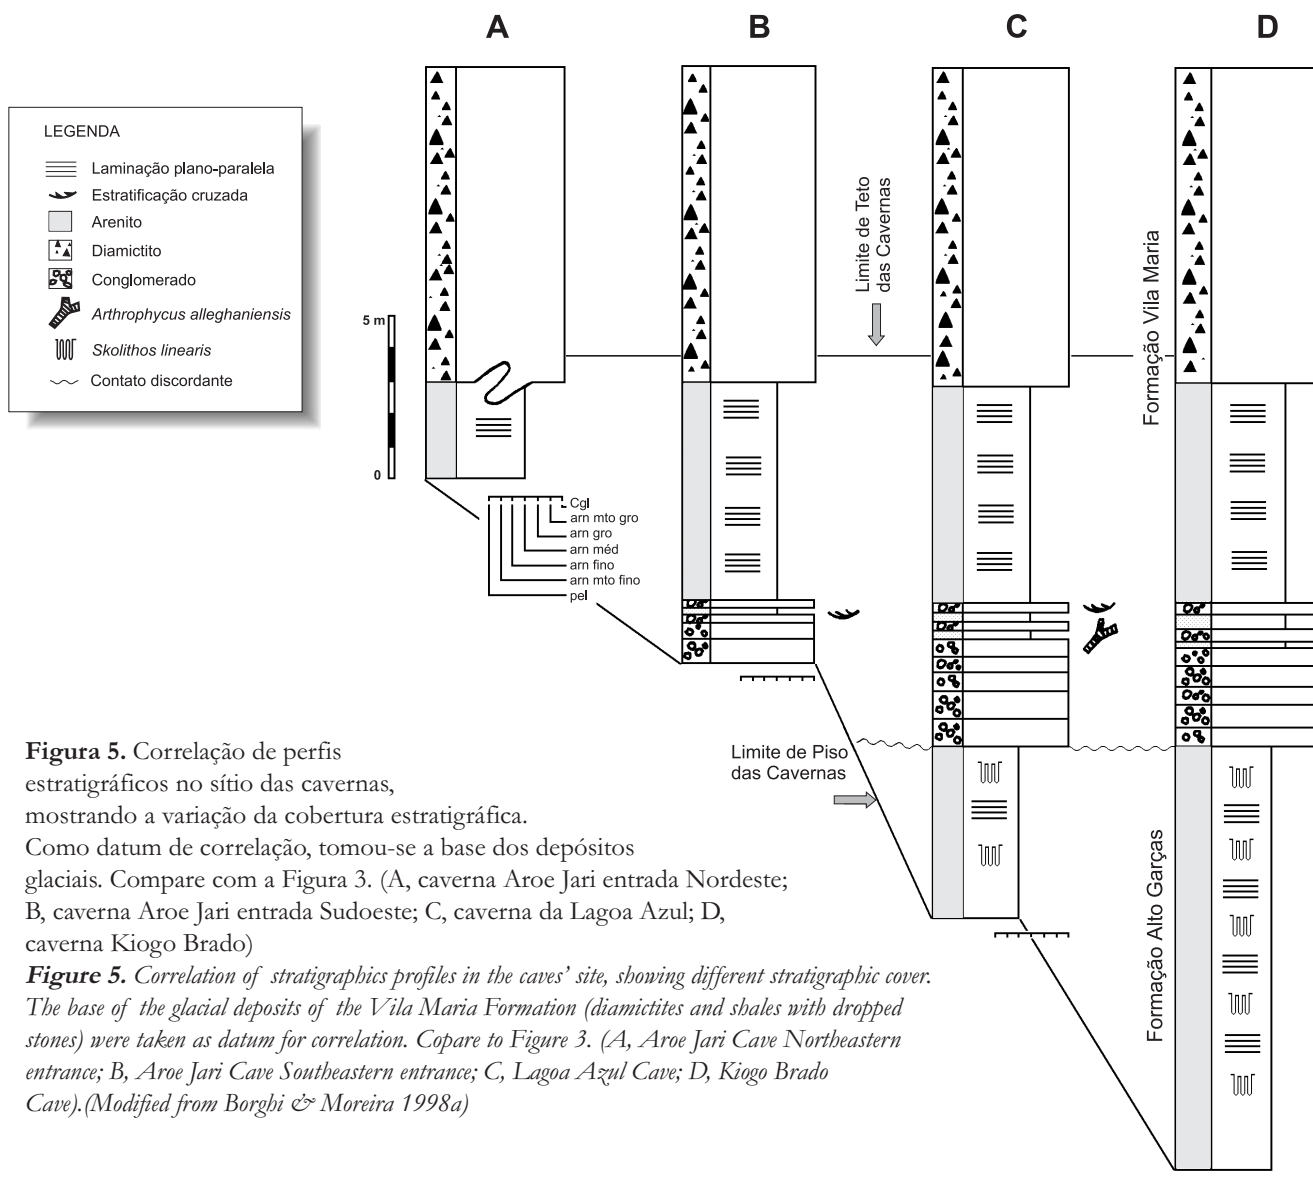 A
B
C
D
LEGENDA
Laminação plano-paralela
Estratificação cruzada
Arenito
Diamictito
Conglomerado
Arthrophycus alleghaniensis
Skolithos linearis
Contato discordante
5 m
0
Cgl
arn mto gro
arn gro
arn méd
arn fino
arn mto fino
pel
Limite de Teto
das Cavernas
Formação Vila Maria
Limite de Piso
das Cavernas
Formação Alto Garças
Figura 5. Correlação de perfis
estratigráficos no sítio das cavernas,
mostrando a variação da cobertura estratigráfica.
Como datum de correlação, tomou-se a base dos depósitos
glaciais. Compare com a Figura 3. (A, caverna Aroe Jari entrada Nordeste;
B, caverna Aroe Jari entrada Sudoeste; C, caverna da Lagoa Azul; D,
caverna Kiogo Brado)
Figure 5. Correlation of stratigraphics profiles in the caves' site, showing different stratigraphic cover.
The base of the glacial deposits of the Vila Maria Formation (diamictites and shales with dropped
stones) were taken as datum for correlation. Copare to Figure 3. (A, Aroe Jari Cave Northeastern
entrance; B, Aroe Jari Cave Southeastern entrance; C, Lagoa Azul Cave; D, Kiogo Brado
Cave).(Modified from Borghi & Moreira 1998a)